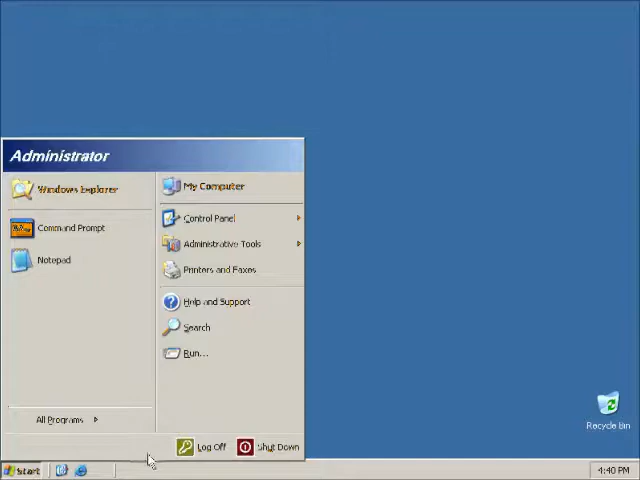 Administrator
Windows Explorer
Command Prompt
Notepad
All Programs
My Computer
Control Panel
Administrative Tools
Printers and Faxes
Help and Support
Search
Run...
Log Off
Shut Down
Recycle Bin
Start
4:40 PM